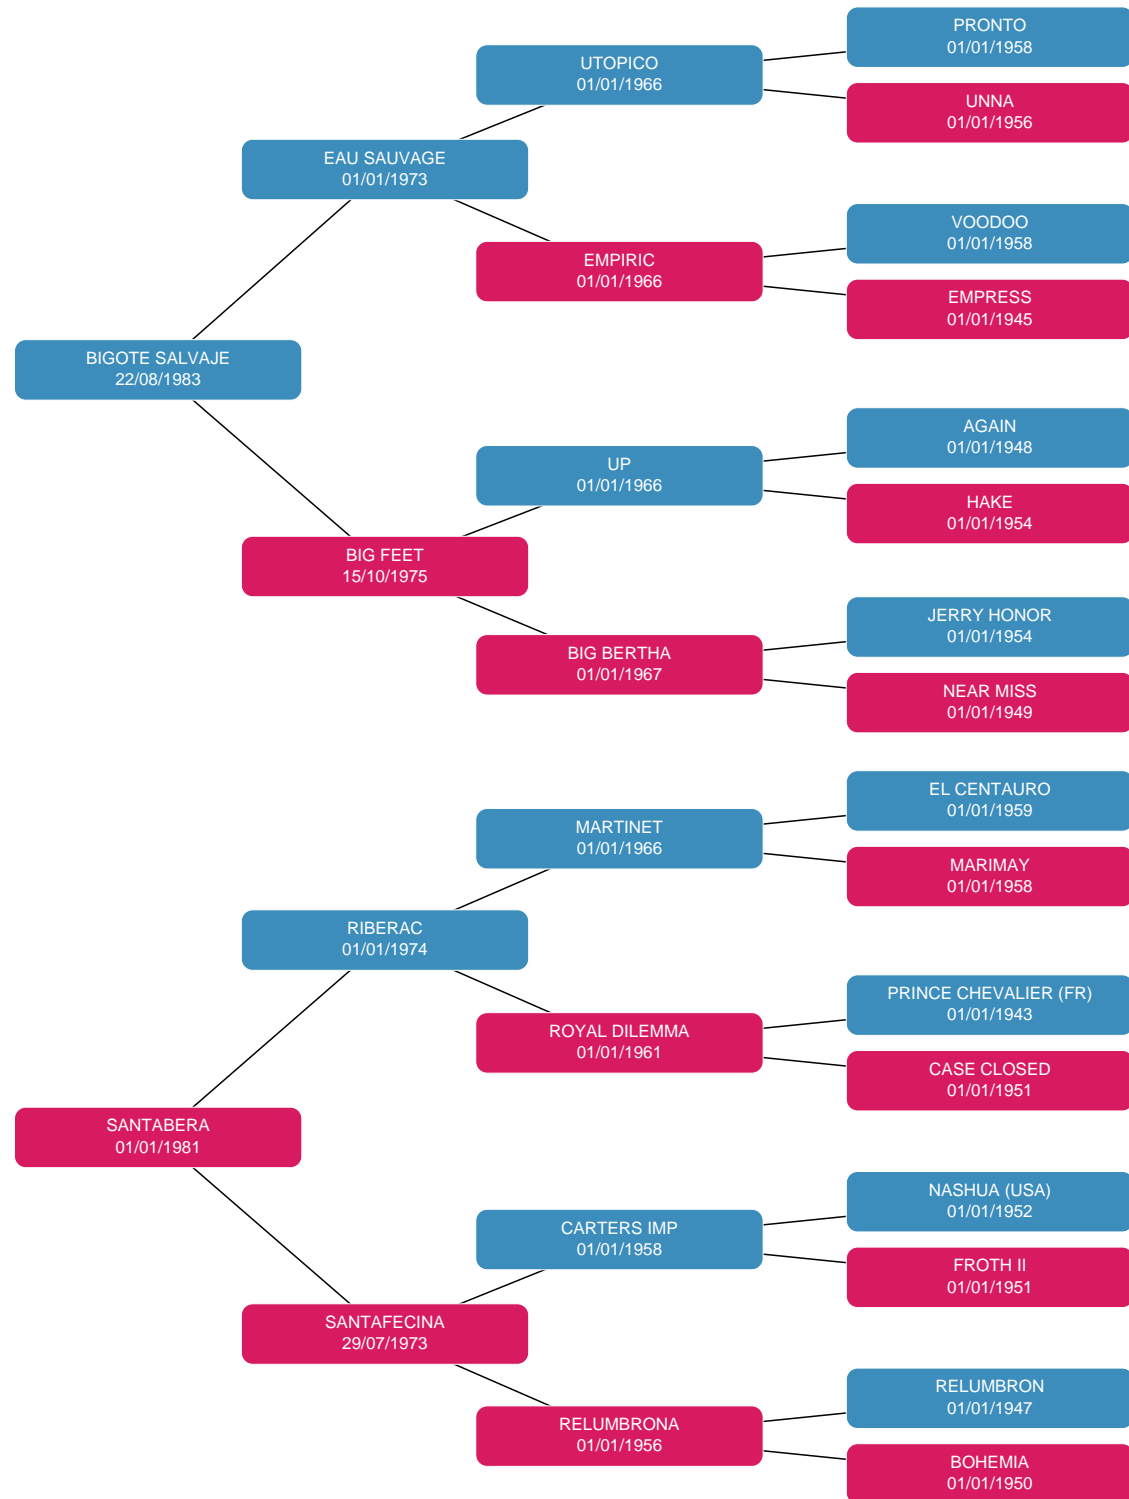 PRONTO
01/01/1958
UTOPICO
01/01/1966
UNNA
01/01/1956
EAU SAUVAGE
01/01/1973
VOODOO
01/01/1958
EMPIRIC
01/01/1966
EMPRESS
01/01/1945
BIGOTE SALVAJE
22/08/1983
AGAIN
01/01/1948
UP
01/01/1966
HAKE
01/01/1954
BIG FEET
15/10/1975
JERRY HONOR
01/01/1954
BIG BERTHA
01/01/1967
NEAR MISS
01/01/1949
EL CENTAURO
01/01/1959
MARTINET
01/01/1966
MARIMAY
01/01/1958
RIBERAC
01/01/1974
PRINCE CHEVALIER (FR)
01/01/1943
ROYAL DILEMMA
01/01/1961
CASE CLOSED
01/01/1951
SANTABERA
01/01/1981
NASHUA (USA)
01/01/1952
CARTERS IMP
01/01/1958
FROTH II
01/01/1951
SANTAFECINA
29/07/1973
RELUMBRON
01/01/1947
RELUMBRONA
01/01/1956
BOHEMIA
01/01/1950